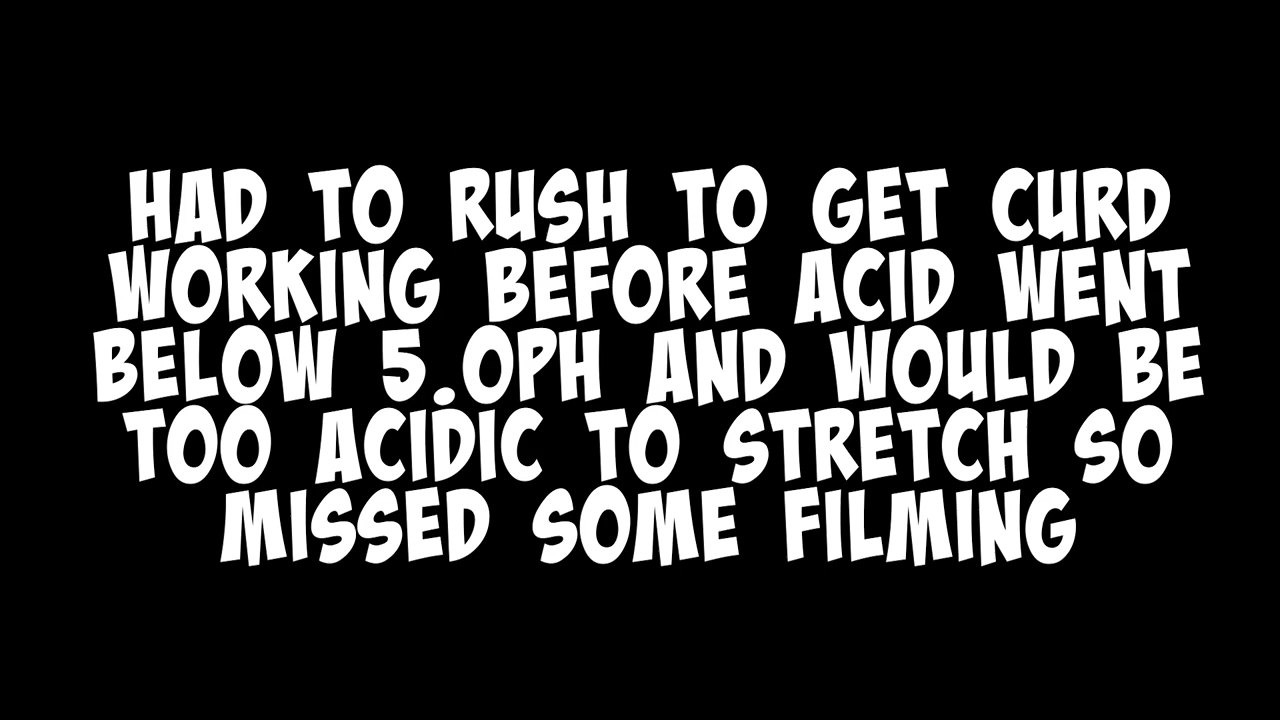 HAD TO RUSH TO GET CURD
WORKING BEFORE ACID WENT
BELOW 5.0PH AND WOULD BE
TOO ACIDIC TO STRETCH SO
MISSED SOME FILMING